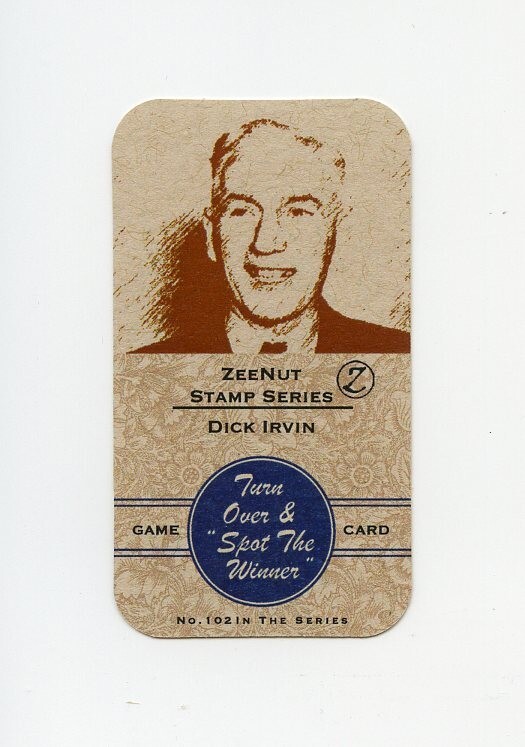 ZEENUT
STAMP SERIES
Z
DICK IRVIN
Turn
Over &
"Spot The
Winner"
GAME CARD
NO. 102 IN THE SERIES